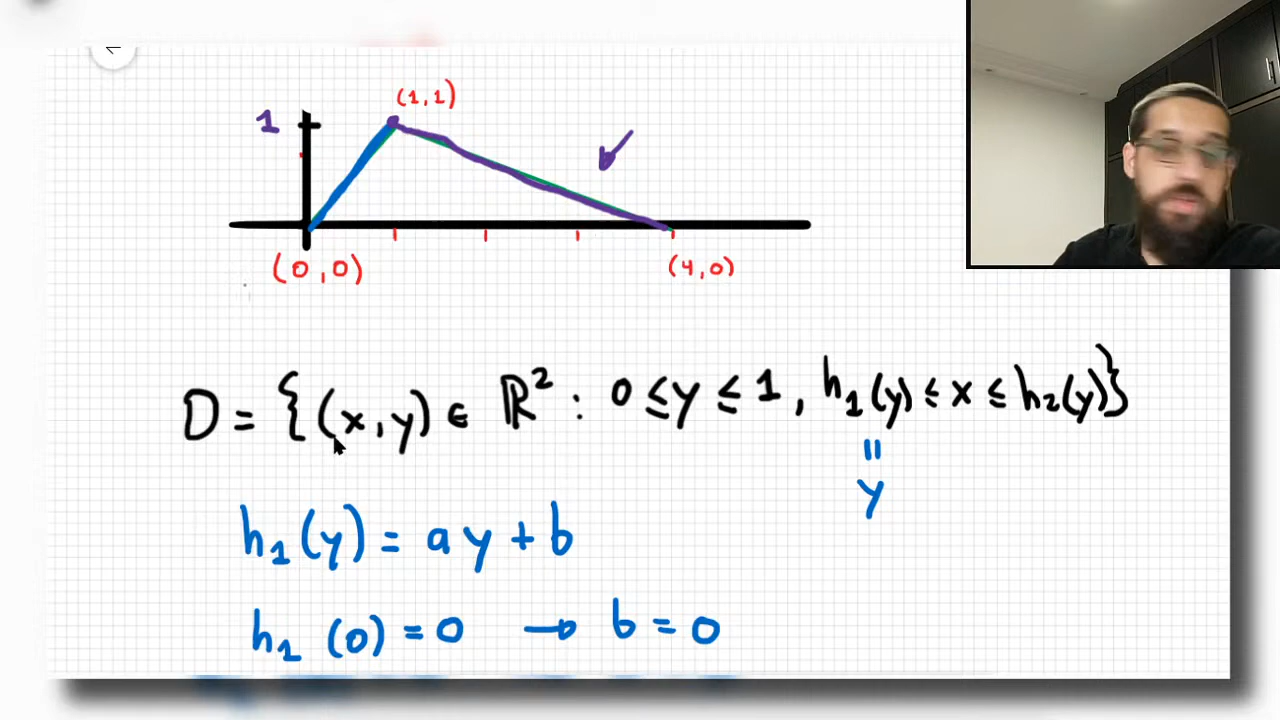 (1,1)
1
(0,0)
(4,0)
D = {(x,y) ∈ ℝ² : 0 ≤ y ≤ 1, h₁(y) ≤ x ≤ h₂(y)}
॥
y
h₁(y) = ay + b
h₁(0) = 0 → b = 0